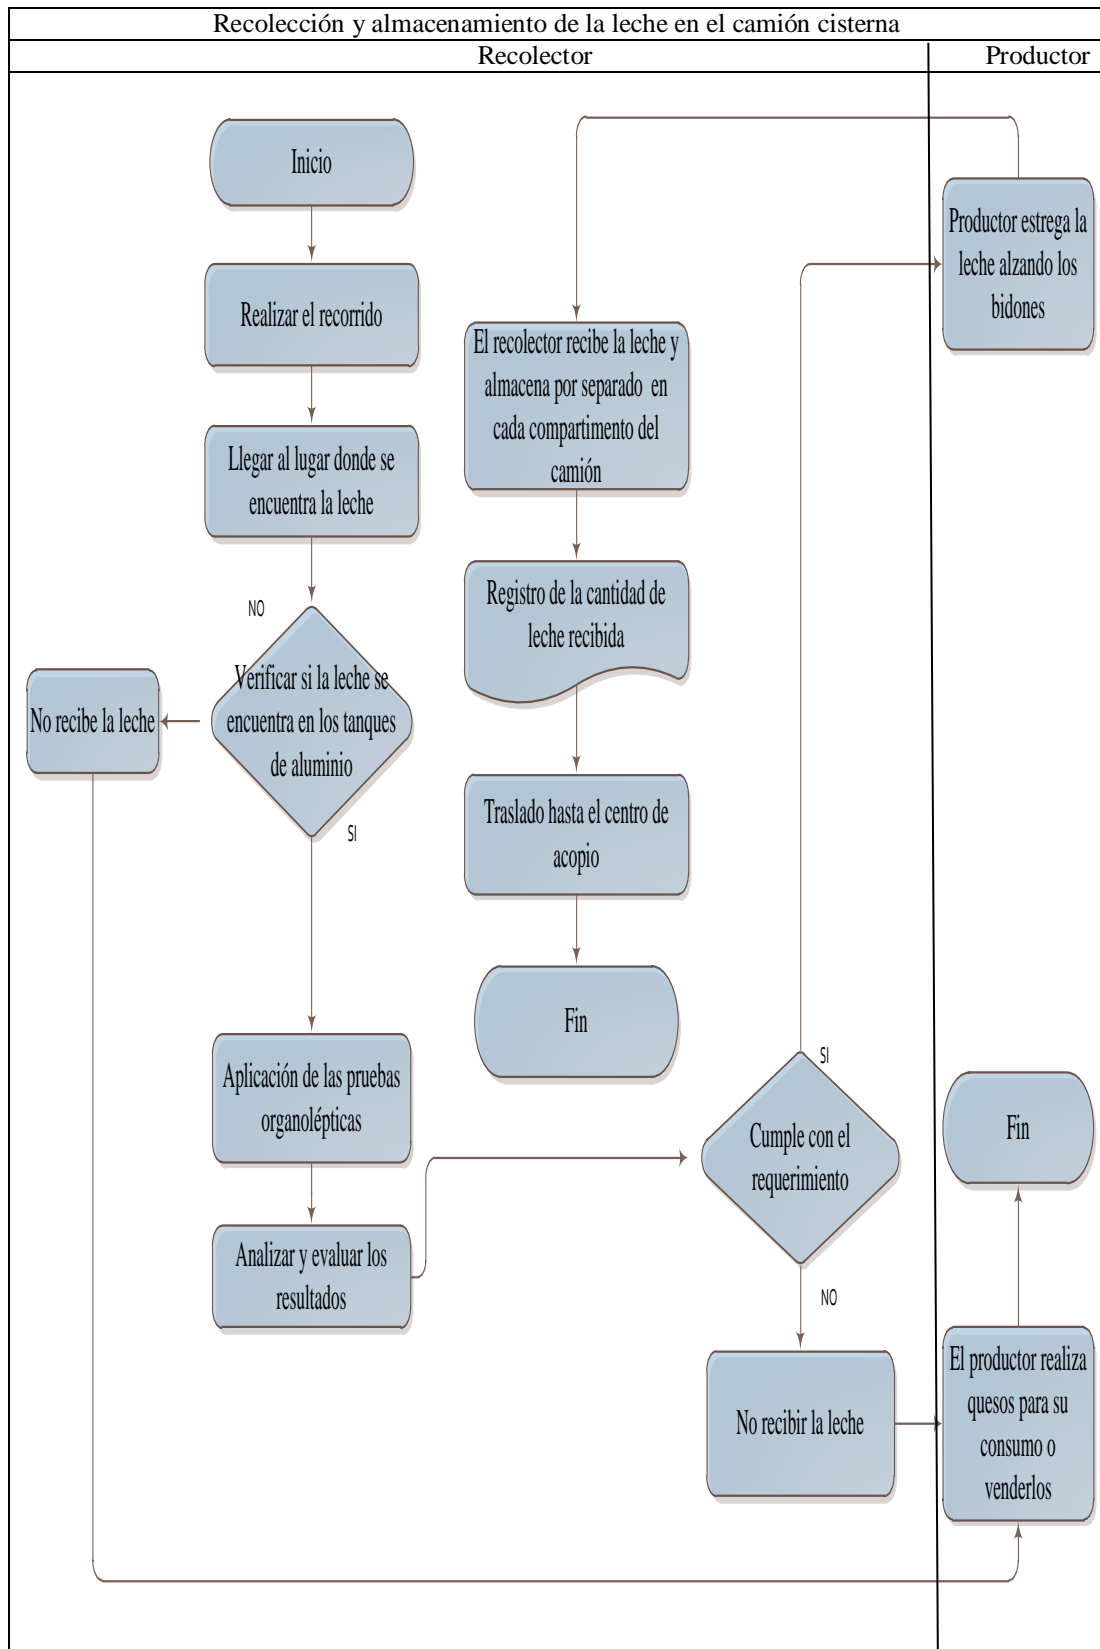 Recolección y almacenamiento de la leche en el camión cisterna
Recolector
Productor
Inicio
Realizar el recorrido
Llegar al lugar donde se
encuentra la leche
NO
Verificar si la leche se
encuentra en los tanques
de aluminio
No recibe la leche
SI
Aplicación de las pruebas
organolépticas
Analizar y evaluar los
resultados
El recolector recibe la leche y
almacena por separado en
cada compartimento del
camión
Registro de la cantidad de
leche recibida
Traslado hasta el centro de
acopio
Fin
SI
Cumple con el
requerimiento
NO
No recibir la leche
Productor estrega la
leche alzando los
bidones
Fin
El productor realiza
quesos para su
consumo o
venderlos